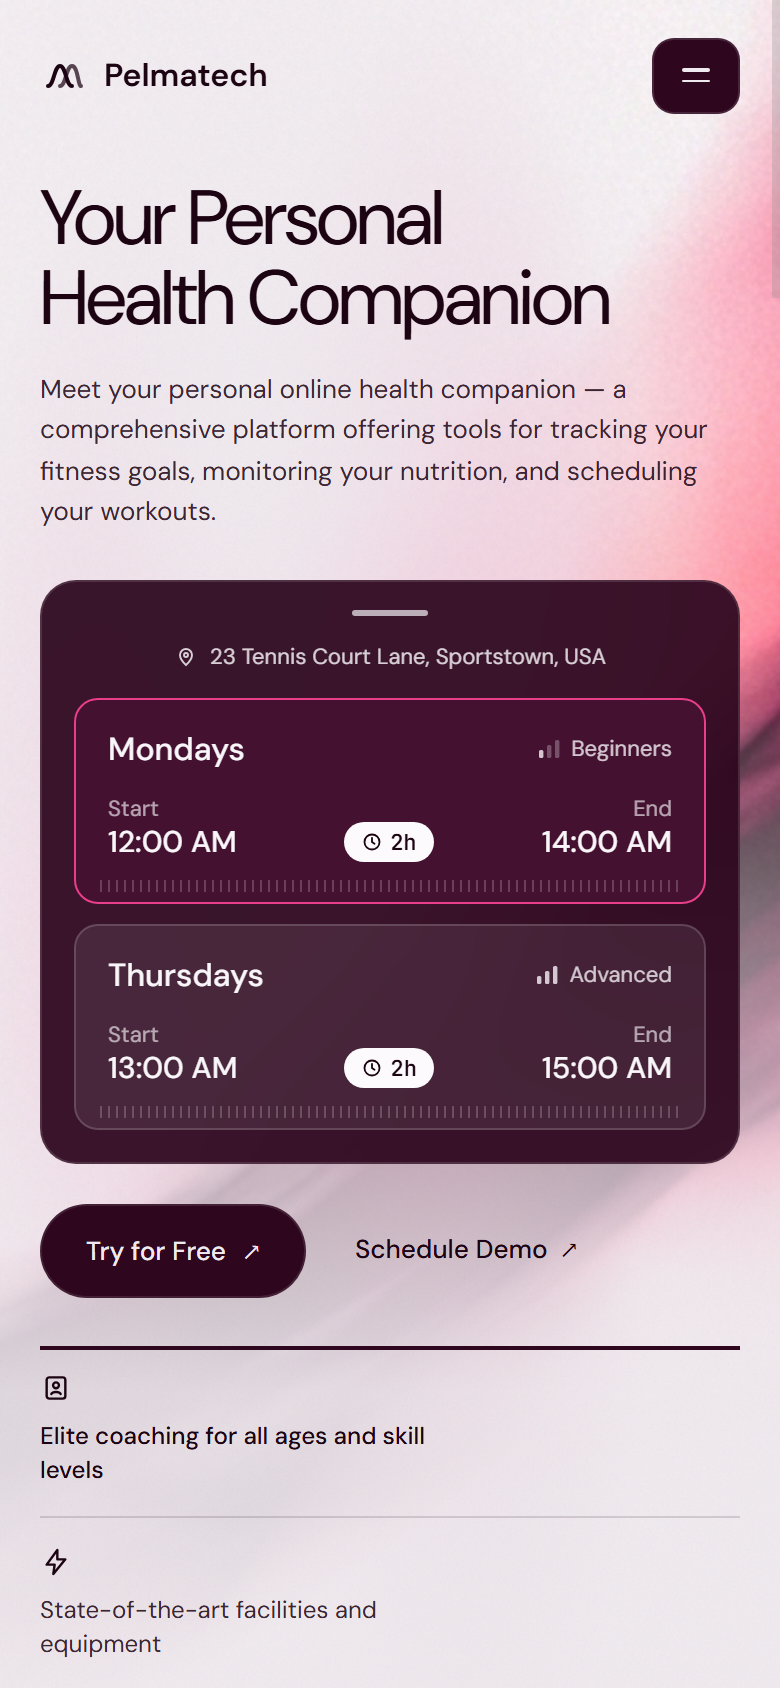 Pelmatech
Your Personal
Health Companion
Meet your personal online health companion — a
comprehensive platform offering tools for tracking your
fitness goals, monitoring your nutrition, and scheduling
your workouts.
23 Tennis Court Lane, Sportstown, USA
Mondays
Beginners
Start
End
12:00 AM
2h
14:00 AM
Thursdays
Advanced
Start
End
13:00 AM
2h
15:00 AM
Try for Free ↗
Schedule Demo ↗
Elite coaching for all ages and skill
levels
State-of-the-art facilities and
equipment